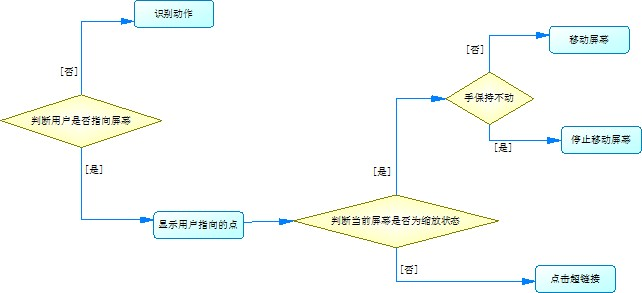 识别动作
[否]
判断用户是否指向屏幕
[是]
显示用户指向的点
判断当前屏幕是否为缩放状态
[是]
手保持不动
[否]
移动屏幕
[是]
停止移动屏幕
[否]
点击超链接